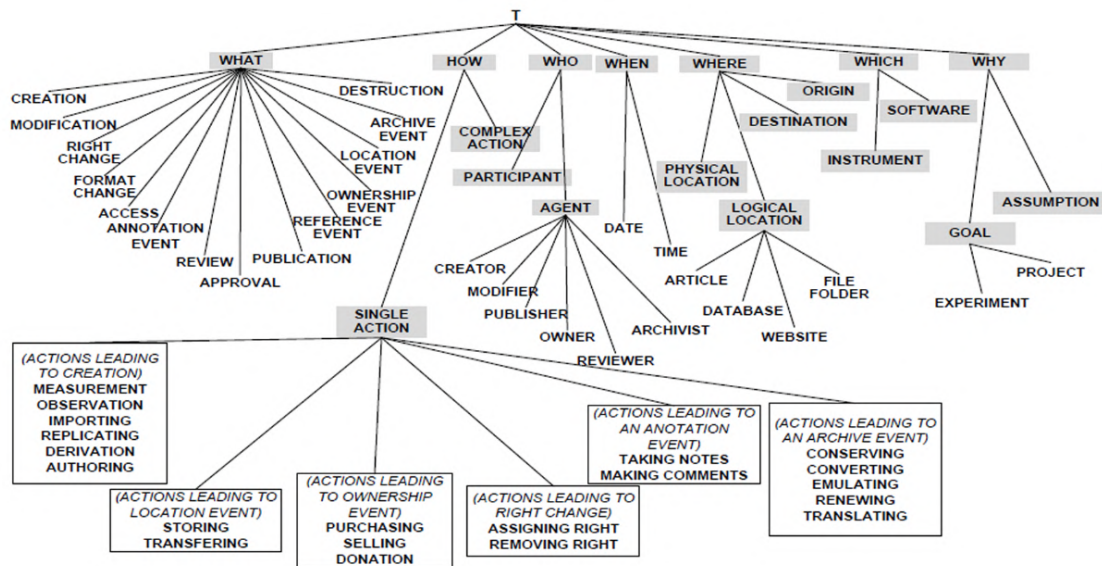 T
WHAT
HOW
WHO
WHEN
WHERE
WHICH
WHY
CREATION
MODIFICATION
RIGHT
CHANGE
FORMAT
CHANGE
ACCESS
ANNOTATION
EVENT
REVIEW
APPROVAL
PUBLICATION
REFERENCE
EVENT
OWNERSHIP
EVENT
LOCATION
EVENT
ARCHIVE
EVENT
DESTRUCTION
COMPLEX
ACTION
PARTICIPANT
AGENT
CREATOR
MODIFIER
PUBLISHER
OWNER
REVIEWER
ARCHIVIST
DATE
TIME
ORIGIN
DESTINATION
PHYSICAL
LOCATION
LOGICAL
LOCATION
ARTICLE
DATABASE
WEBSITE
FILE
FOLDER
SOFTWARE
INSTRUMENT
ASSUMPTION
GOAL
PROJECT
EXPERIMENT
SINGLE
ACTION
(ACTIONS LEADING
TO CREATION)
MEASUREMENT
OBSERVATION
IMPORTING
REPLICATING
DERIVATION
AUTHORING
(ACTIONS LEADING TO
LOCATION EVENT)
STORING
TRANSFERING
(ACTIONS LEADING
TO OWNERSHIP
EVENT)
PURCHASING
SELLING
DONATION
(ACTIONS LEADING TO
RIGHT CHANGE)
ASSIGNING RIGHT
REMOVING RIGHT
(ACTIONS LEADING TO
AN ANOTATION
EVENT)
TAKING NOTES
MAKING COMMENTS
(ACTIONS LEADING TO
AN ARCHIVE EVENT)
CONSERVING
CONVERTING
EMULATING
RENEWING
TRANSLATING